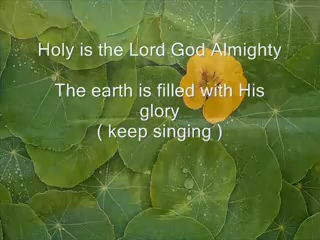 Holy is the Lord God Almighty
The earth is filled with His
glory
( keep singing )